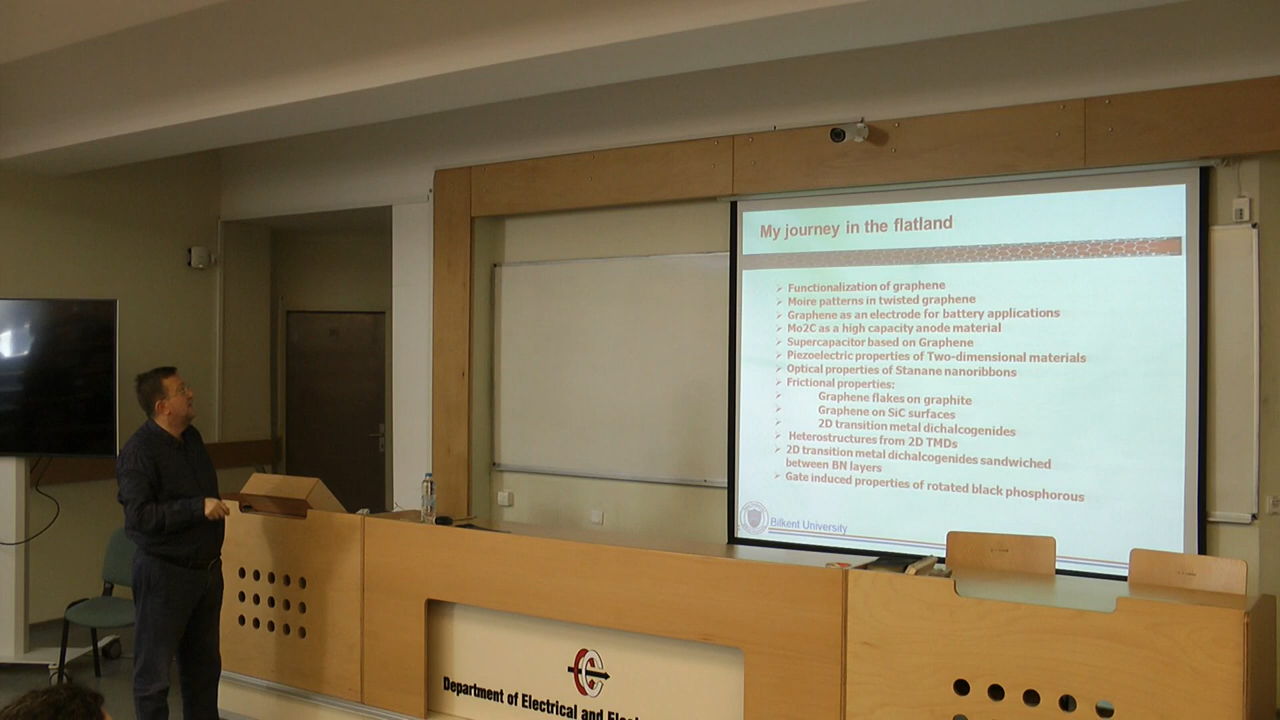 My journey in the flatland
Functionalization of graphene
Moire patterns in twisted graphene
Graphene as an electrode for battery applications
Mo2C as a high capacity anode material
Supercapacitor based on Graphene
Piezoelectric properties of Two-dimensional materials
Optical properties of Stanane nanoribbons
Frictional properties:
Graphene flakes on graphite
Graphene on SiC surfaces
2D transition metal dichalcogenides
Heterostructures from 2D TMDs
2D transition metal dichalcogenides sandwiched
between BN layers
Gate induced properties of rotated black phosphorous
Bilkent University
Department of Electrical and Elec